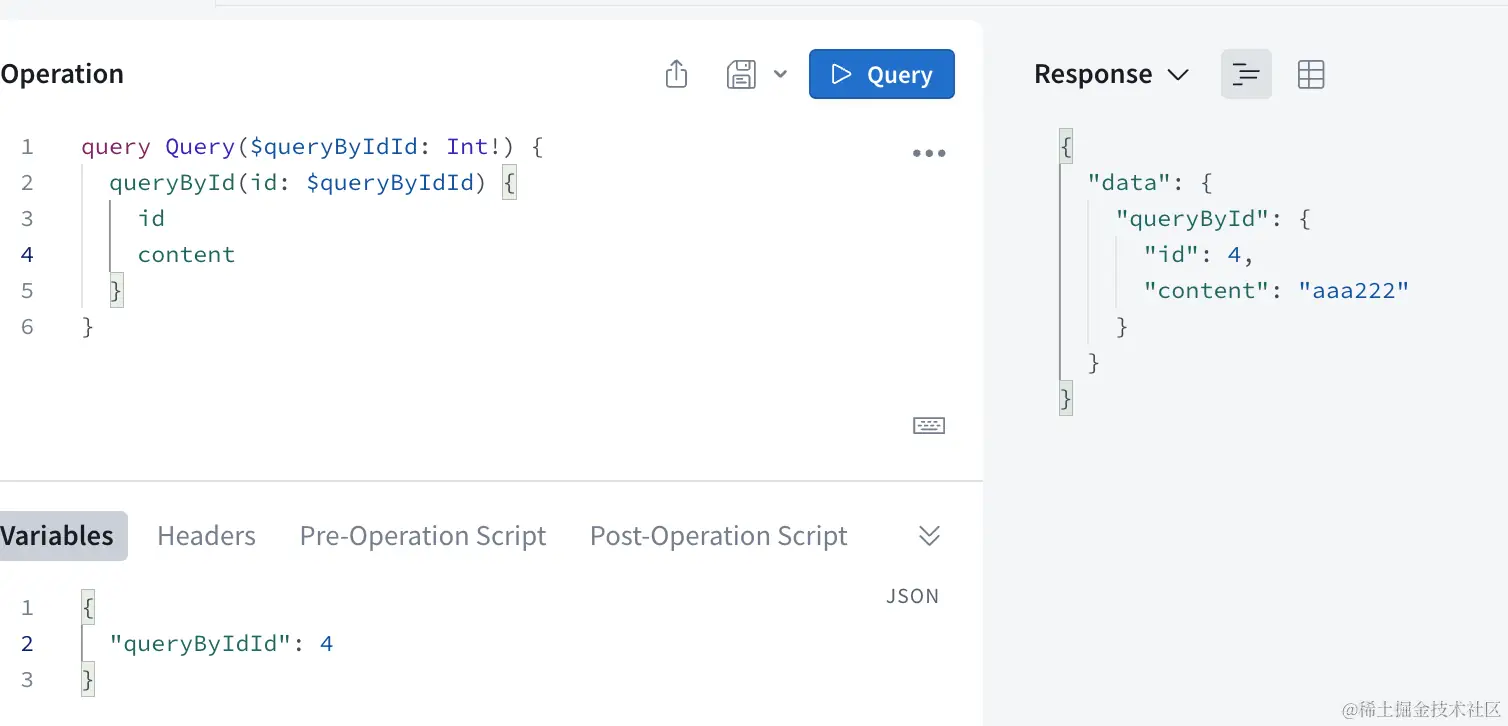 Operation
Query
1 query Query($queryByIdId: Int!) {
2 queryById(id: $queryByIdId) {
3 id
4 content
5 }
6 }
Variables Headers Pre-Operation Script Post-Operation Script
JSON
1 {
2 "queryByIdId": 4
3 }
Response
{
"data": {
"queryById": {
"id": 4,
"content": "aaa222"
}
}
}
@稀土掘金技术社区